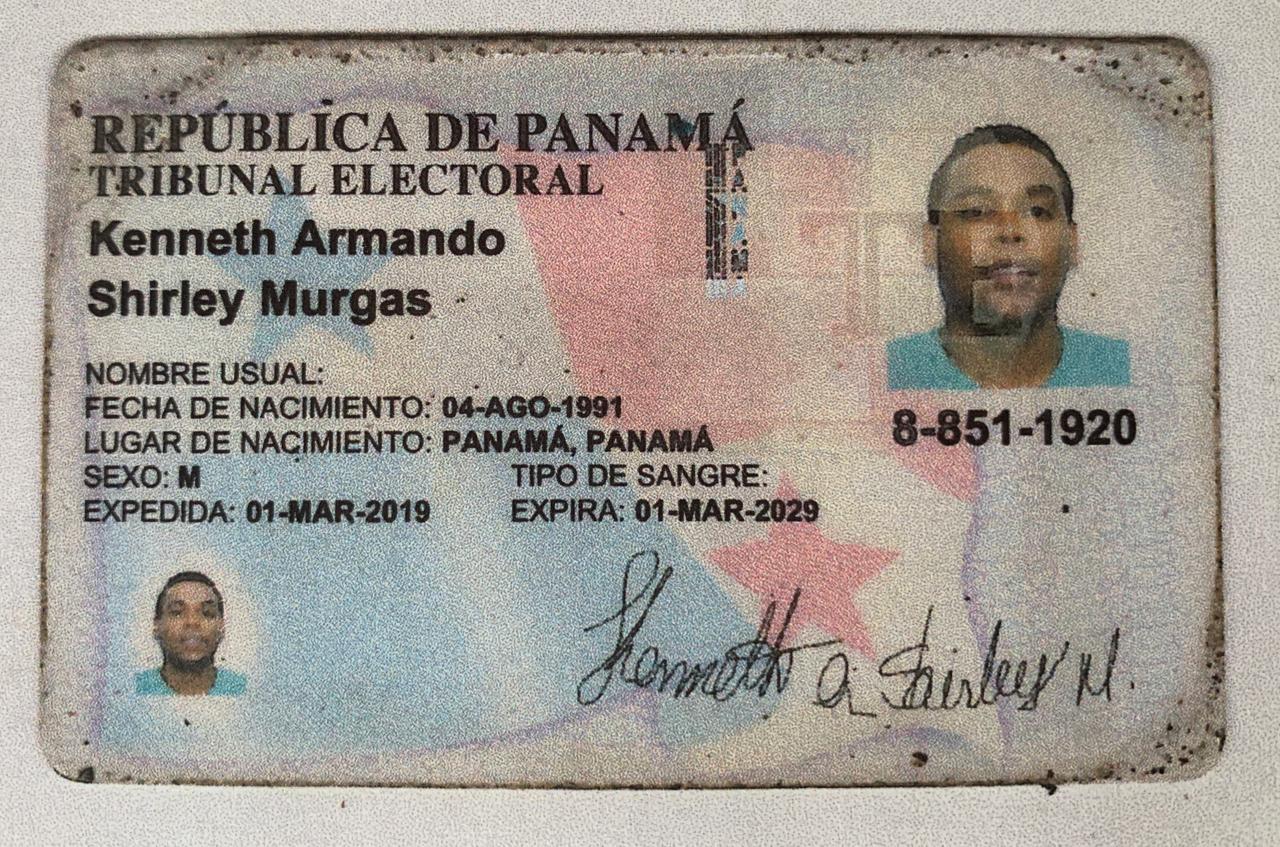 REPÚBLICA DE PANAMÁ
TRIBUNAL ELECTORAL
Kenneth Armando
Shirley Murgas
NOMBRE USUAL:
FECHA DE NACIMIENTO: 04-AGO-1991
LUGAR DE NACIMIENTO: PANAMÁ, PANAMÁ
SEXO: M TIPO DE SANGRE:
EXPEDIDA: 01-MAR-2019 EXPIRA: 01-MAR-2029
8-851-1920
Kenneth A. Shirley M.